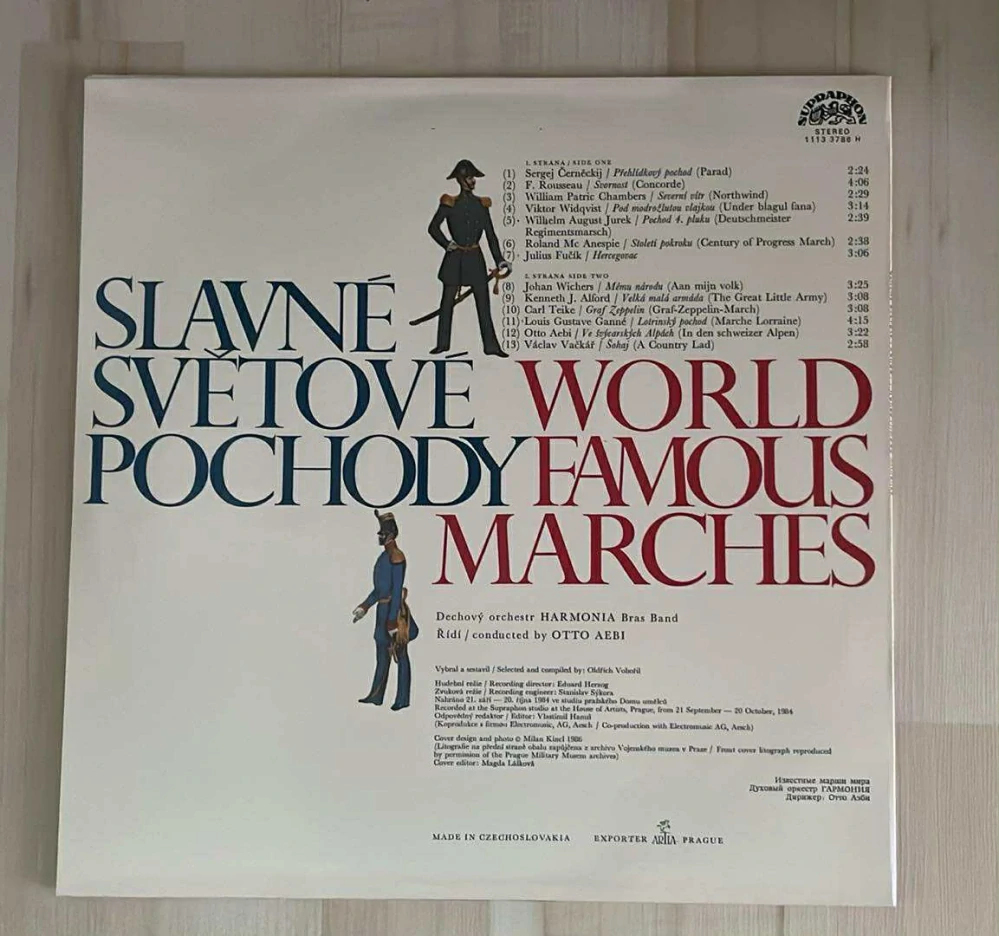 SUPRAPHON
STEREO
1113 3786 H
1. STRANA / SIDE ONE
(1) Sergej Černěckij / Přehlídkový pochod (Parad) 2:24
(2) F. Rousseau / Svornost (Concorde) 4:06
(3) William Patric Chambers / Severní vítr (Northwind) 2:29
(4) Viktor Widqvist / Pod modrožlutou vlajkou (Under blagul fana) 3:14
(5) Wilhelm August Jurek / Pochod 4. pluku (Deutschmeister 2:39
Regimentsmarsch)
(6) Roland Mc Anespie / Století pokroku (Century of Progress March) 2:38
(7) Julius Fučík / Hercegovac 3:06
2. STRANA SIDE TWO
(8) Johan Wichers / Mému národu (Aan mijn volk) 3:25
(9) Kenneth J. Alford / Velká malá armáda (The Great Little Army) 3:08
(10) Carl Teike / Graf Zeppelin (Graf-Zeppelin-March) 3:08
(11) Louis Gustave Ganné / Lotrinský pochod (Marche Lorraine) 4:15
(12) Otto Aebi / Ve švýcarských Alpách (In den schweizer Alpen) 3:22
(13) Václav Vačkář / Šohaj (A Country Lad) 2:58
SLAVNÉ
SVĚTOVÉ WORLD
POCHODY FAMOUS
MARCHES
Dechový orchestr HARMONIA Bras Band
Řídí / conducted by OTTO AEBI
Vybral a sestavil / Selected and compiled by: Oldřich Vohořil
Hudební režie / Recording director: Eduard Herzog
Zvuková režie / Recording engineer: Stanislav Sýkora
Nahráno 21. září — 20. října 1984 ve studiu pražského Domu umělců
Recorded at the Supraphon studio at the House of Artists, Prague, from 21 September — 20 October, 1984
Odpovědný redaktor / Editor: Vlastimil Hanuš
(Koprodukce s firmou Electromusic, AG, Aesch / Co-production with Electromusic AG, Aesch)
Cover design and photo © Milan Kincl 1986
(Litografie na přední straně obalu zapůjčena z archivu Vojenského muzea v Praze / Front cover litograph reproduced
by permission of the Prague Military Museum archives)
Cover editor: Magda Lálková
Известные марши мира
Духовый оркестр ГАРМОНИЯ
Дирижер: Отто Аэби
MADE IN CZECHOSLOVAKIA EXPORTER ARTIA PRAGUE